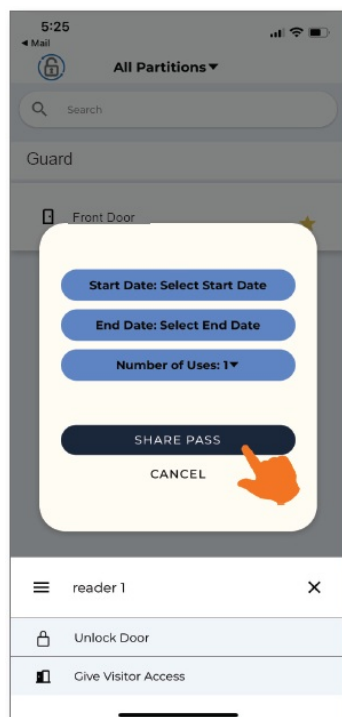 5:25
◀ Mail
All Partitions▼
Search
Guard
Front Door
Start Date: Select Start Date
End Date: Select End Date
Number of Uses: 1▼
SHARE PASS
CANCEL
reader 1
Unlock Door
Give Visitor Access